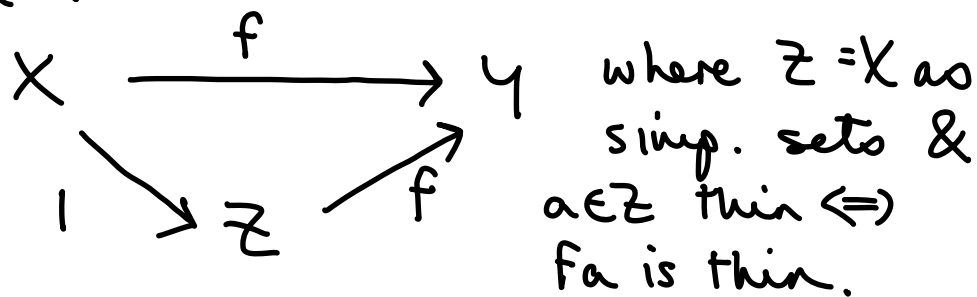 f
X Y where Z = X as
simp. sets &
1 Z f a ∈ Z thin ⇔
fa is thin.